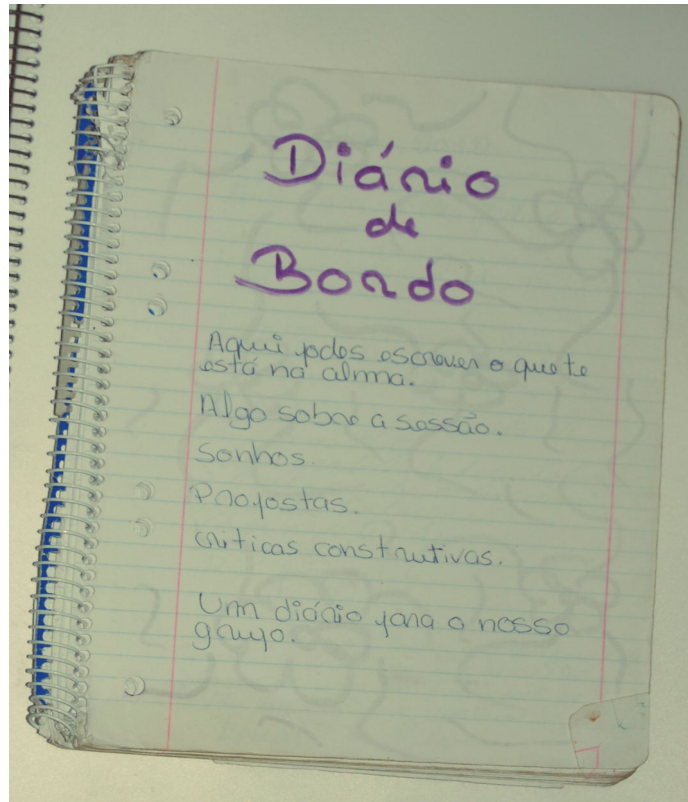 Diário
de
Bordo
Aqui podes escrever o que te
está na alma.
Algo sobre a sessão.
Sonhos.
Propostas.
Críticas construtivas.
Um diário para o nosso
grupo.